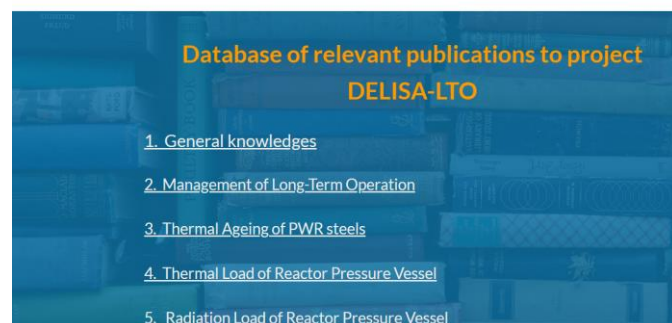 Database of relevant publications to project
DELISA-LTO
1. General knowledges
2. Management of Long-Term Operation
3. Thermal Ageing of PWR steels
4. Thermal Load of Reactor Pressure Vessel
5. Radiation Load of Reactor Pressure Vessel